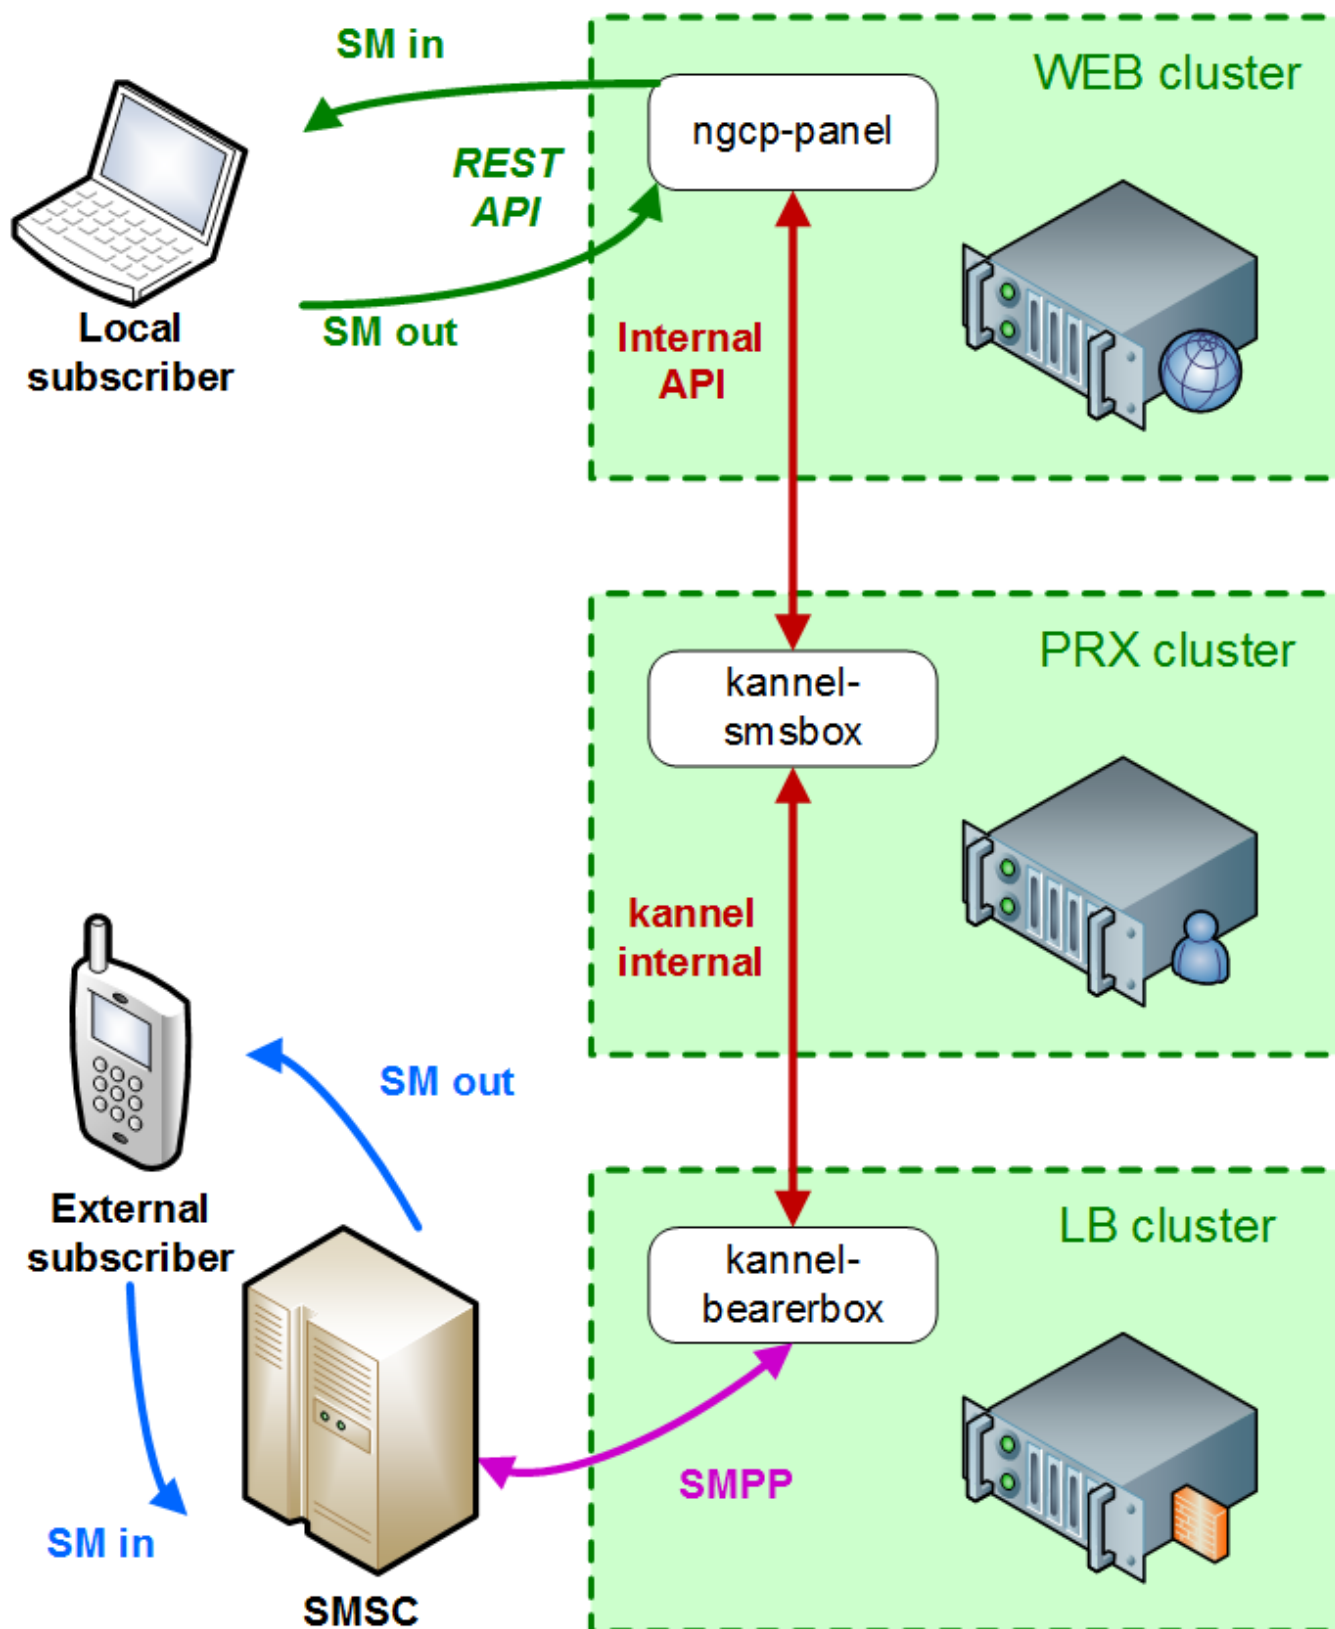 SM in
WEB cluster
ngcp-panel
REST
API
SM out
Local
subscriber
Internal
API
PRX cluster
kannel-
smsbox
kannel
internal
SM out
External
subscriber
LB cluster
kannel-
bearerbox
SMPP
SM in
SMSC